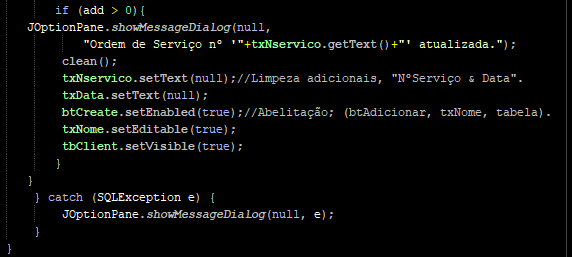 if (add > 0){
JOptionPane.showMessageDialog(null,
"Ordem de Serviço nº '"+txNservico.getText()+"' atualizada.");
clean();
txNservico.setText(null);//Limpeza adicionais, "NºServiço & Data".
txData.setText(null);
btCreate.setEnabled(true);//Abelitação; (btAdicionar, txNome, tabela).
txNome.setEditable(true);
tbClient.setVisible(true);
}
}
} catch (SQLException e) {
JOptionPane.showMessageDialog(null, e);
}
}